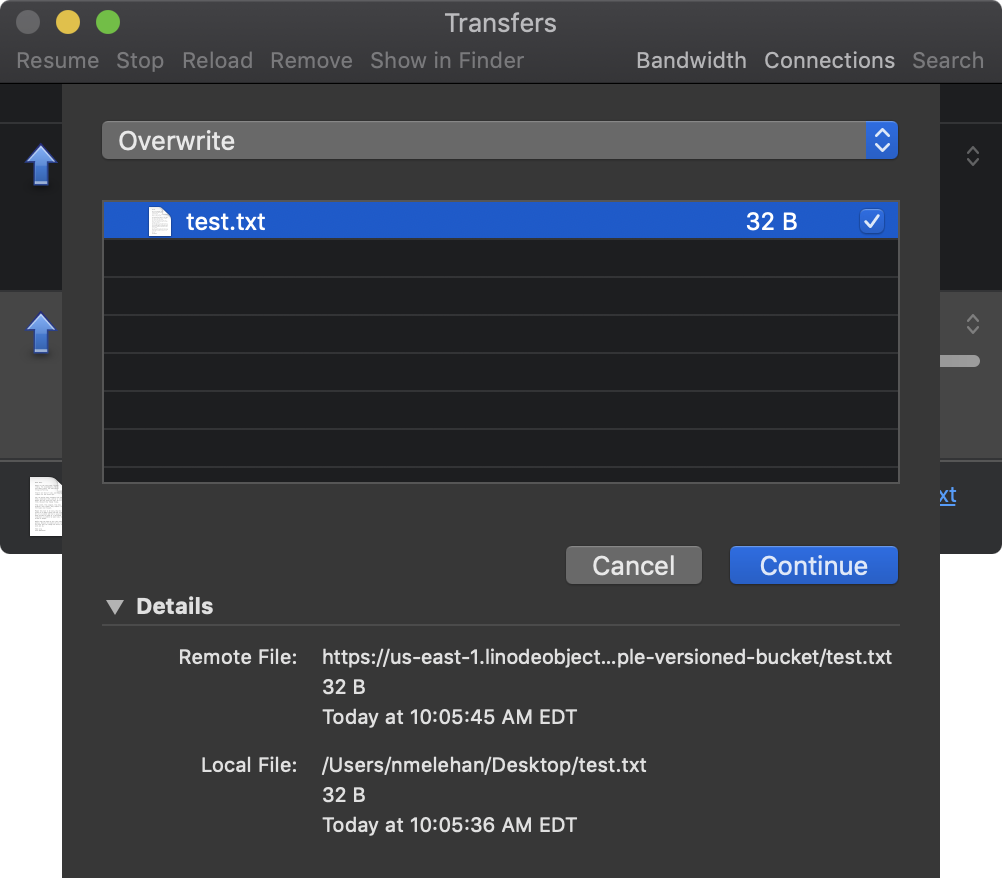 Transfers
Resume Stop Reload Remove Show in Finder Bandwidth Connections Search
Overwrite
test.txt 32 B
xt
Cancel Continue
Details
Remote File: https://us-east-1.linodeobject...ple-versioned-bucket/test.txt
32 B
Today at 10:05:45 AM EDT
Local File: /Users/nmelehan/Desktop/test.txt
32 B
Today at 10:05:36 AM EDT